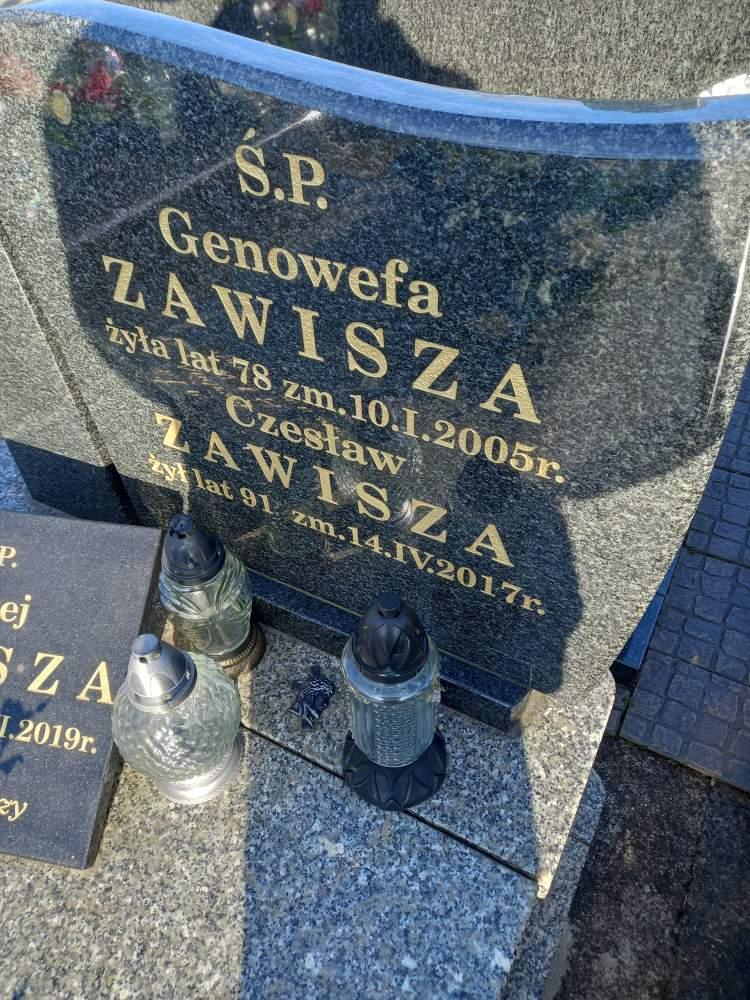 Ś.P.
Genowefa
ZAWISZA
żyła lat 78 zm.10.I.2005r.
Czesław
ZAWISZA
żył lat 91 zm.14.IV.2017r.
P.
ej
SZA
I.2019r.
zy